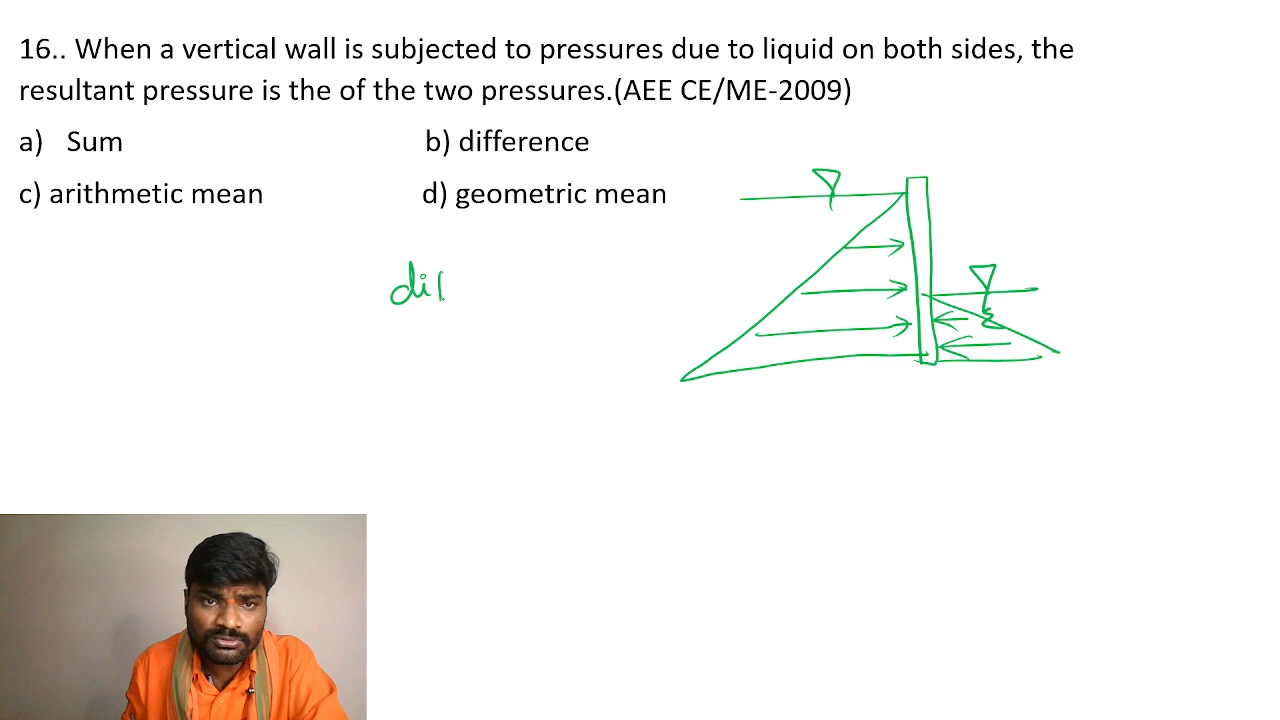 16.. When a vertical wall is subjected to pressures due to liquid on both sides, the
resultant pressure is the of the two pressures.(AEE CE/ME-2009)
a) Sum b) difference
c) arithmetic mean d) geometric mean